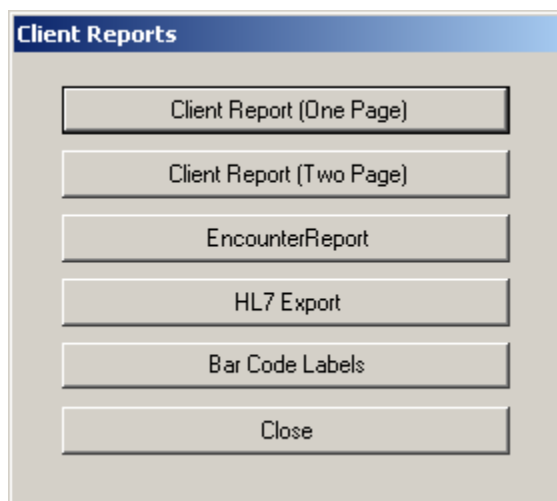 Client Reports
Client Report (One Page)
Client Report (Two Page)
EncounterReport
HL7 Export
Bar Code Labels
Close